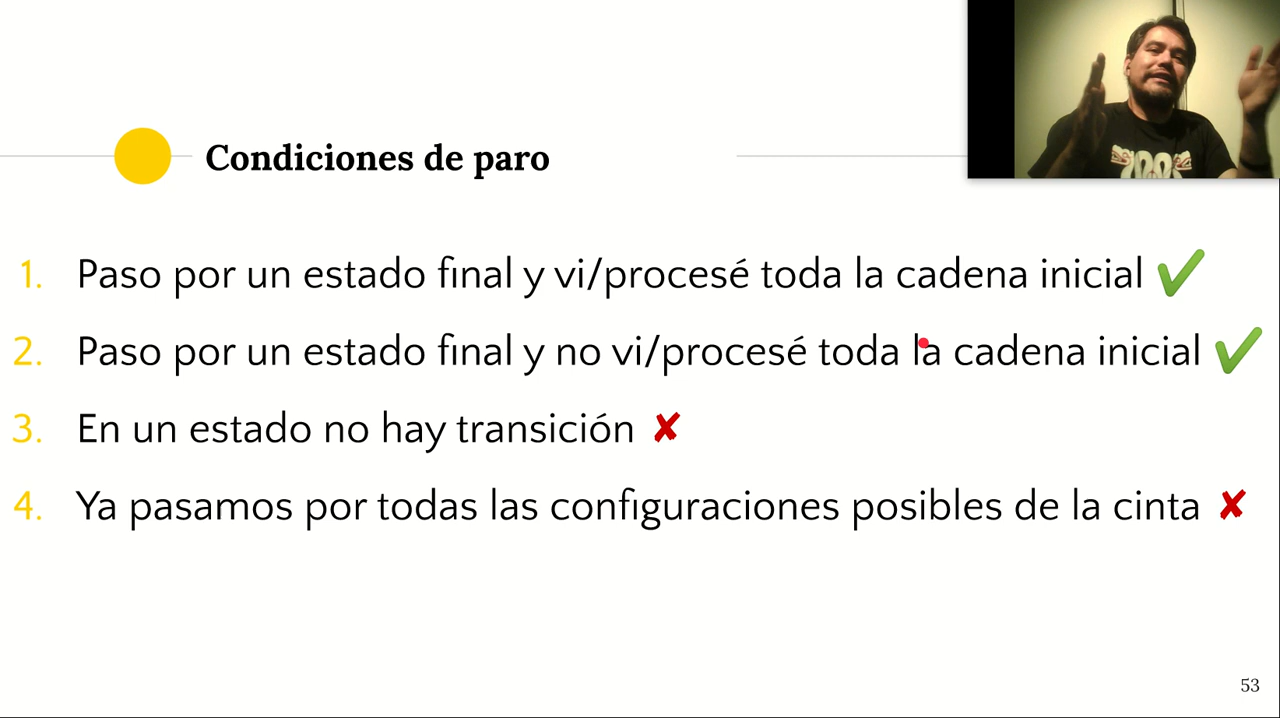 Condiciones de paro
1. Paso por un estado final y vi/procesé toda la cadena inicial ✔
2. Paso por un estado final y no vi/procesé toda la cadena inicial ✔
3. En un estado no hay transición ✘
4. Ya pasamos por todas las configuraciones posibles de la cinta ✘
53